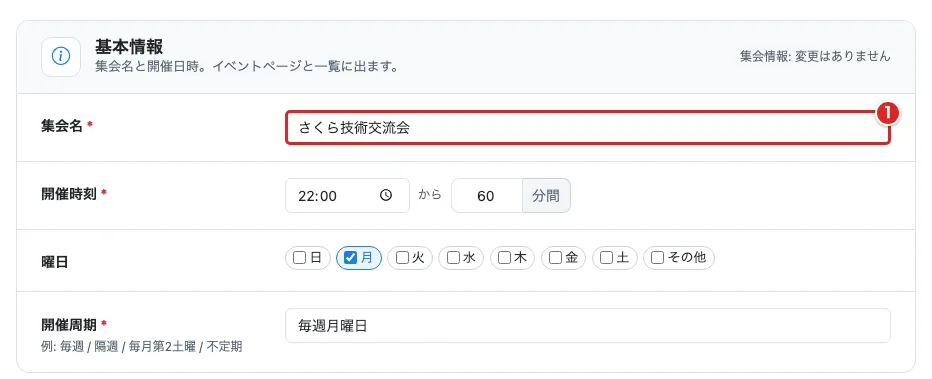 基本情報
集会名と開催日時。イベントページと一覧に出ます。
集会情報: 変更はありません
集会名 *
さくら技術交流会
1
開催時刻 *
22:00 から 60 分間
曜日
日 月 火 水 木 金 土 その他
開催周期 *
毎週月曜日
例: 毎週 / 隔週 / 毎月第2土曜 / 不定期